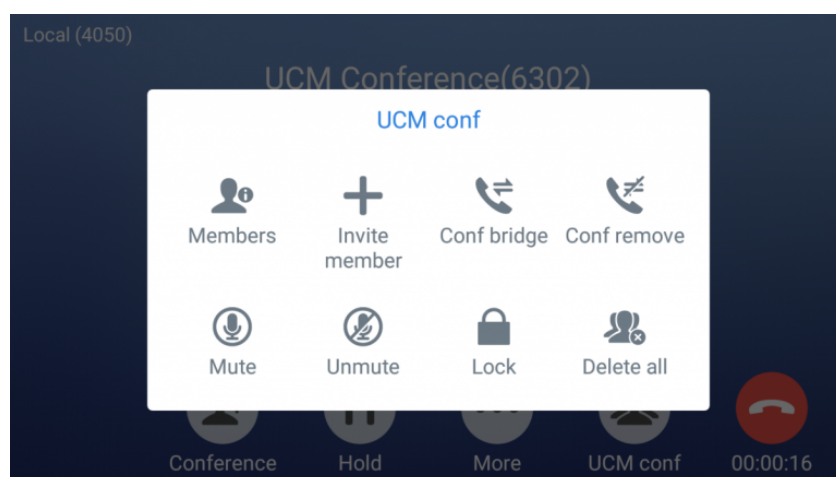 Local (4050)
UCM Conference(6302)
UCM conf
Members
Invite
member
Conf bridge
Conf remove
Mute
Unmute
Lock
Delete all
Conference
Hold
More
UCM conf
00:00:16